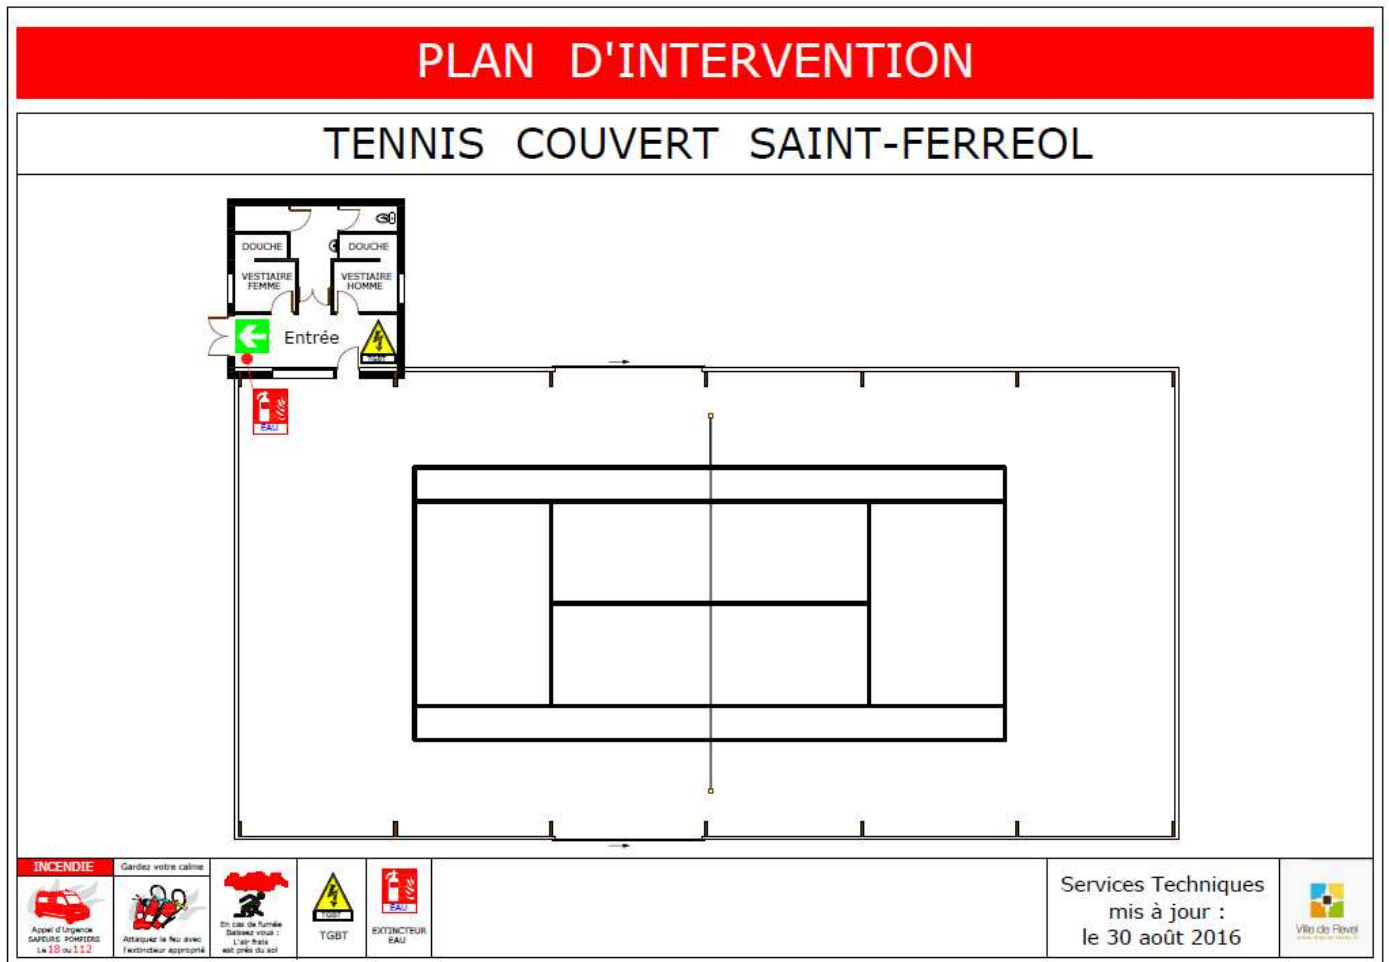 PLAN D'INTERVENTION
TENNIS COUVERT SAINT-FERREOL
DOUCHE
DOUCHE
VESTIAIRE
FEMME
VESTIAIRE
HOMME
Entrée
TGBT
EAU
INCENDIE
Appel d'Urgence
SAPEURS POMPIERS
Le 18 ou 112
Gardez votre calme
Attaquez le feu avec
l'extincteur approprié
En cas de fumée
Baissez vous :
L'air frais
est près du sol
TGBT
TGBT
EAU
EXTINCTEUR
EAU
Services Techniques
mis à jour :
le 30 août 2016
Ville de Revel